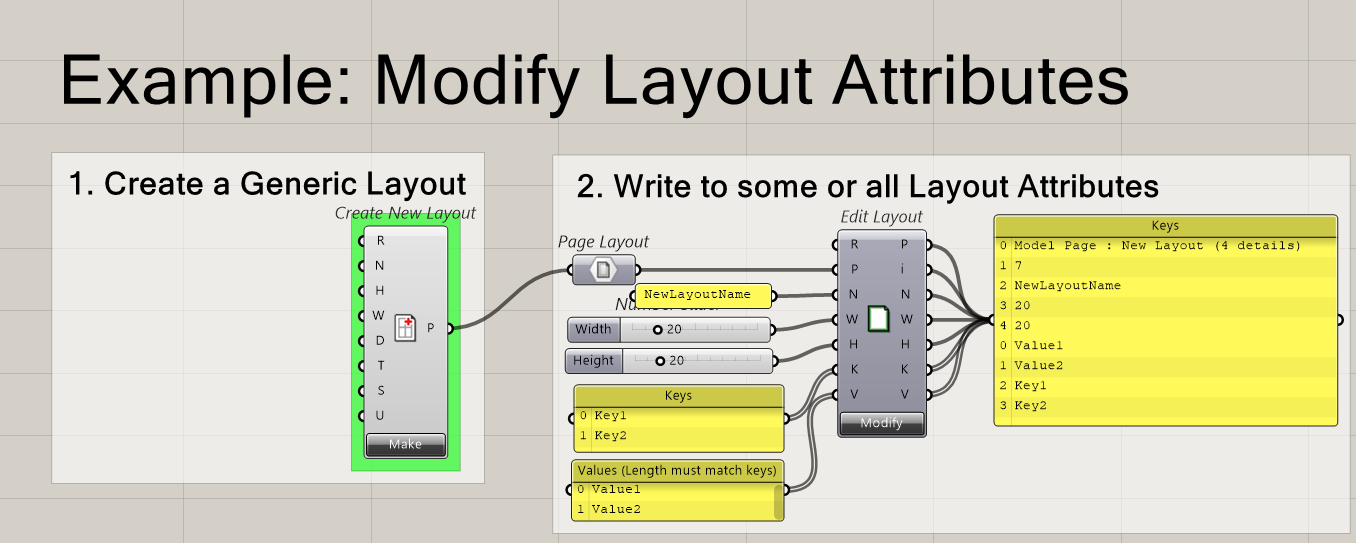 Example: Modify Layout Attributes
1. Create a Generic Layout
Create New Layout
R
N
H
W
D
T
S
U
P
Make
2. Write to some or all Layout Attributes
Page Layout
NewLayoutName
Width
20
Height
20
Keys
0 Key1
1 Key2
Values (Length must match keys)
0 Value1
1 Value2
Edit Layout
R P
P i
N N
W W
H H
K K
V V
Modify
Keys
0 Model Page : New Layout (4 details)
1 7
2 NewLayoutName
3 20
4 20
0 Value1
1 Value2
2 Key1
3 Key2